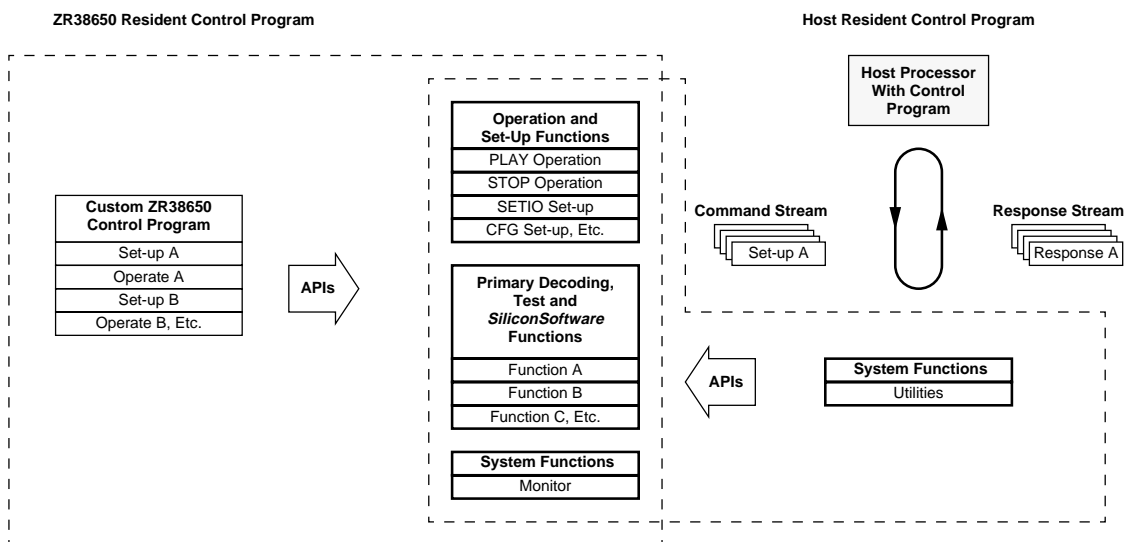 ZR38650 Resident Control Program
Host Resident Control Program
Host Processor
With Control
Program
Operation and
Set-Up Functions
PLAY Operation
STOP Operation
SETIO Set-up
CFG Set-up, Etc.
Custom ZR38650
Control Program
Set-up A
Operate A
Set-up B
Operate B, Etc.
APIs
Command Stream
Set-up A
Response Stream
Response A
Primary Decoding,
Test and
SiliconSoftware
Functions
Function A
Function B
Function C, Etc.
APIs
System Functions
Utilities
System Functions
Monitor